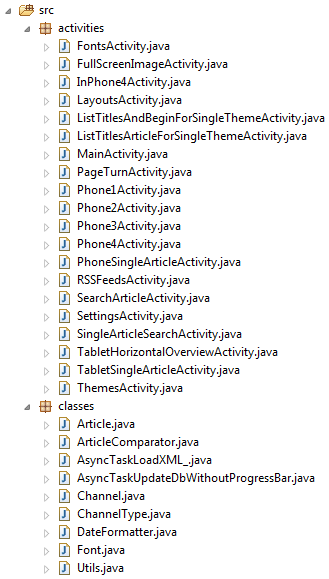 src
activities
FontsActivity.java
FullScreenImageActivity.java
InPhone4Activity.java
LayoutsActivity.java
ListTitlesAndBeginForSingleThemeActivity.java
ListTitlesArticleForSingleThemeActivity.java
MainActivity.java
PageTurnActivity.java
Phone1Activity.java
Phone2Activity.java
Phone3Activity.java
Phone4Activity.java
PhoneSingleArticleActivity.java
RSSFeedsActivity.java
SearchArticleActivity.java
SettingsActivity.java
SingleArticleSearchActivity.java
TabletHorizontalOverviewActivity.java
TabletSingleArticleActivity.java
ThemesActivity.java
classes
Article.java
ArticleComparator.java
AsyncTaskLoadXML_.java
AsyncTaskUpdateDbWithoutProgressBar.java
Channel.java
ChannelType.java
DateFormatter.java
Font.java
Utils.java